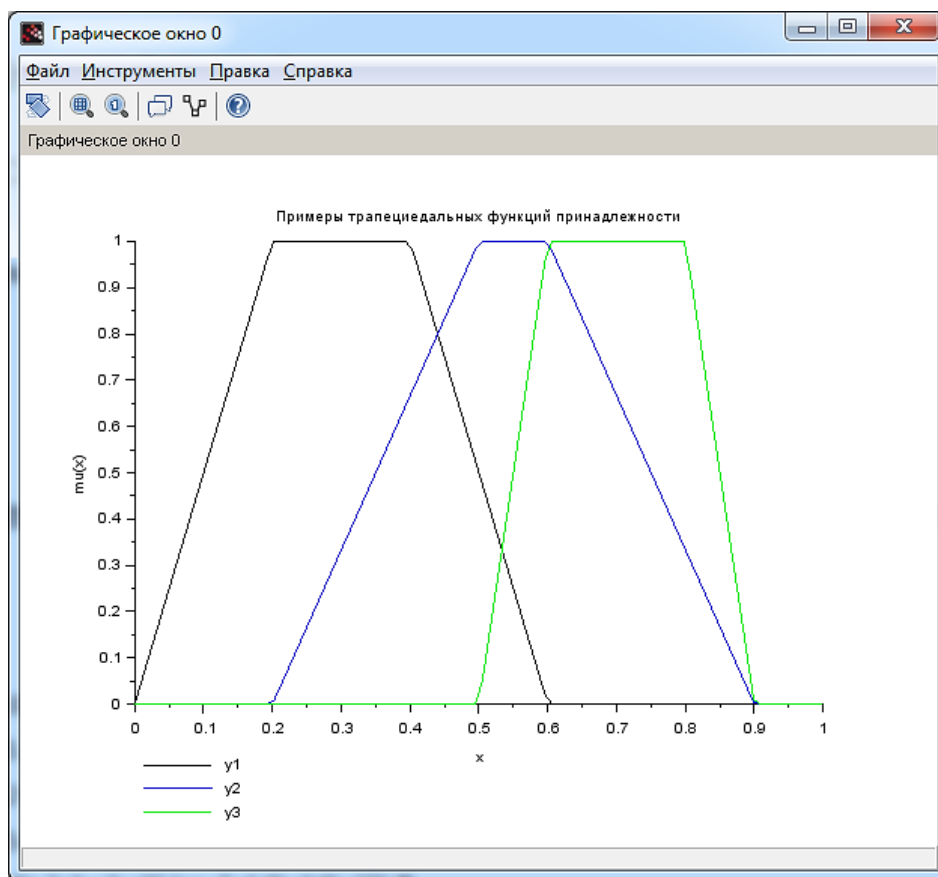 Графическое окно 0
Файл Инструменты Правка Справка
Графическое окно 0
Примеры трапециедальных функций принадлежности
1
0.9
0.8
0.7
0.6
0.5
0.4
0.3
0.2
0.1
0
mu(x)
0 0.1 0.2 0.3 0.4 0.5 0.6 0.7 0.8 0.9 1
x
y1
y2
y3